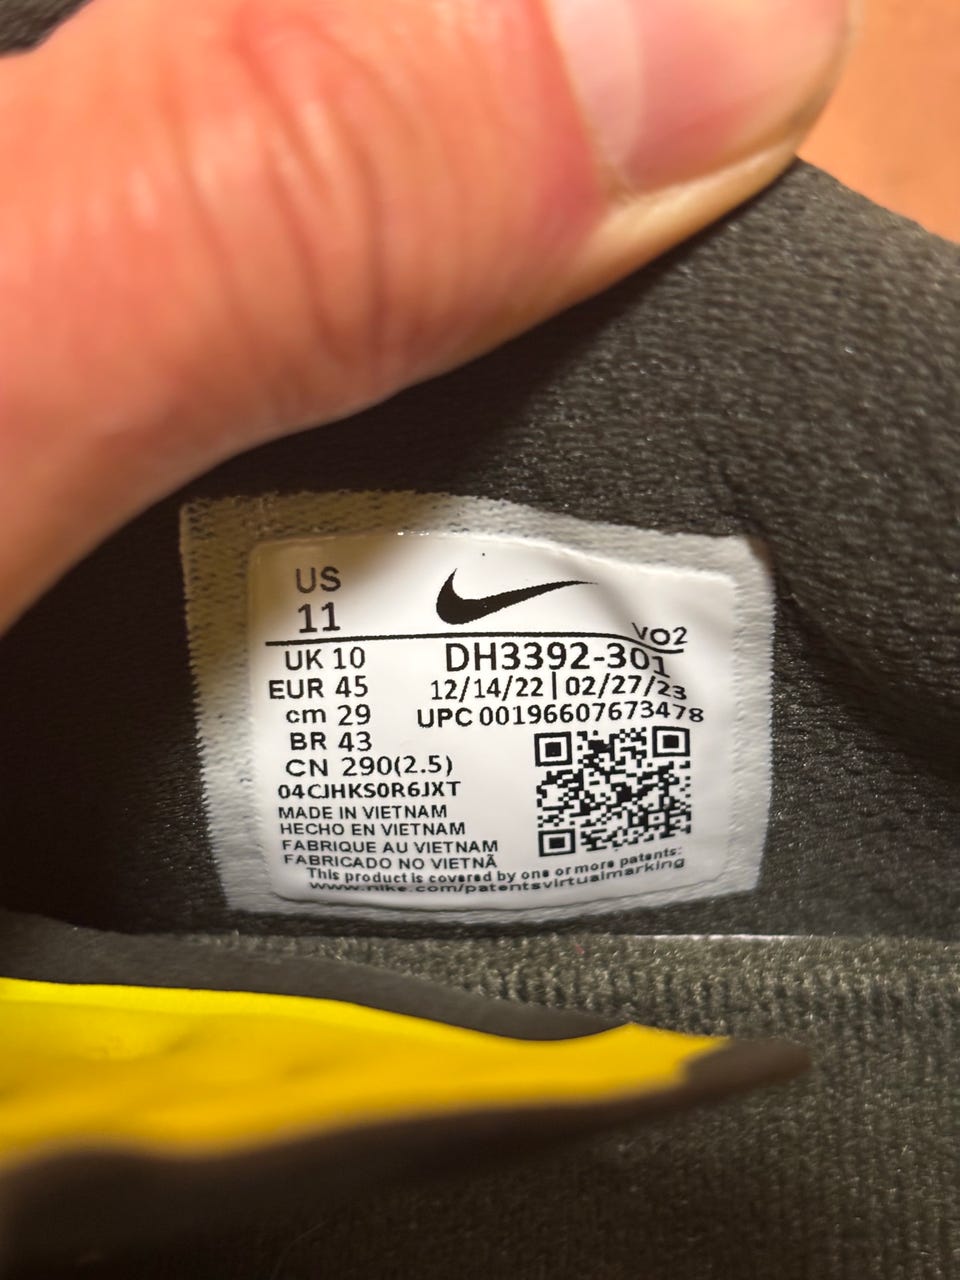 US
11
VO2
UK 10
DH3392-301
EUR 45
12/14/22 | 02/27/23
cm 29
UPC 00196607673478
BR 43
CN 290(2.5)
04CJHKS0R6JXT
MADE IN VIETNAM
HECHO EN VIETNAM
FABRIQUE AU VIETNAM
FABRICADO NO VIETNÃ
This product is covered by one or more patents:
www.nike.com/patentsvirtualmarking